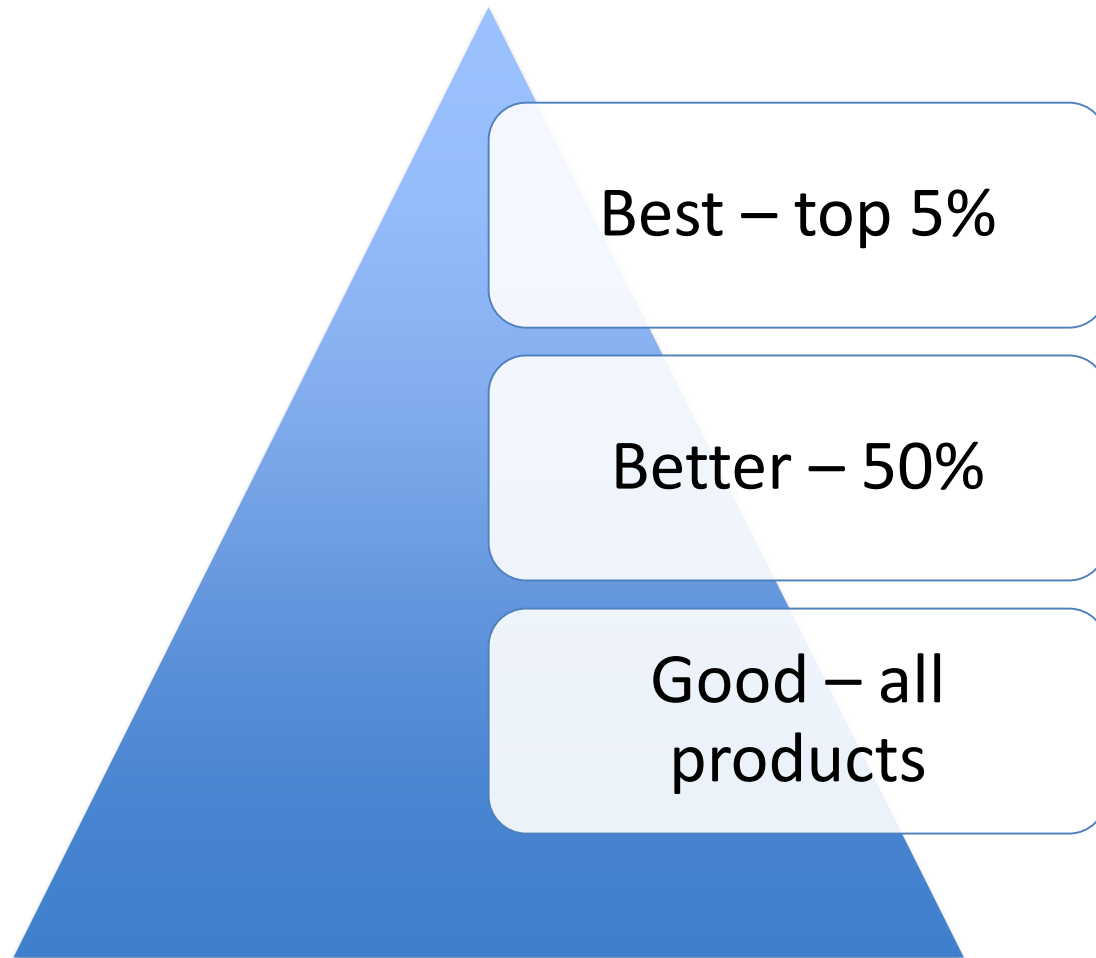 Best – top 5%
Better – 50%
Good – all
products